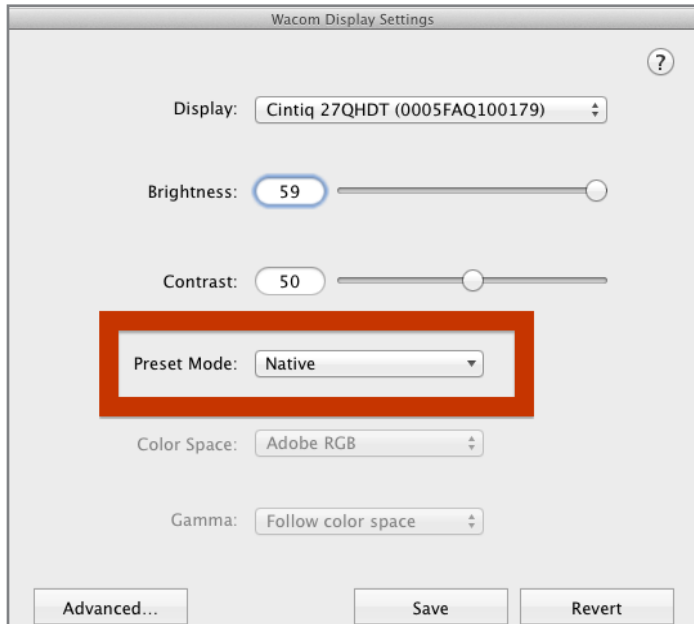 Wacom Display Settings
?
Display: Cintiq 27QHDT (0005FAQ100179)
Brightness: 59
Contrast: 50
Preset Mode: Native
Color Space: Adobe RGB
Gamma: Follow color space
Advanced... Save Revert